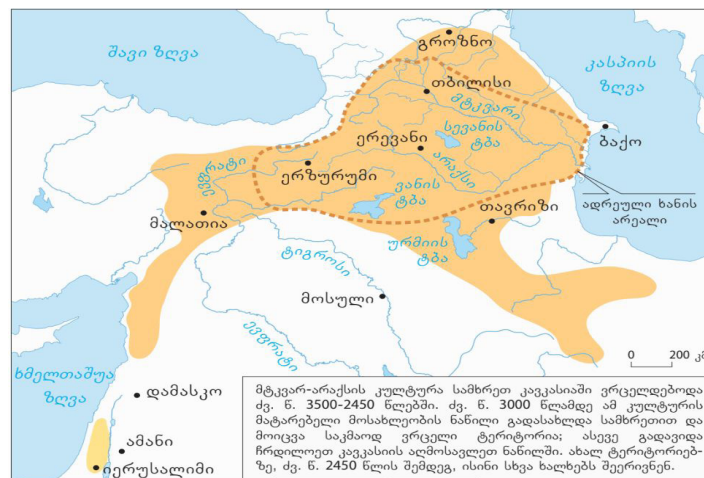 გროზნო
შავი ზღვა
კასპიის
ზღვა
თბილისი
მტკვარი
სევანის
ტბა
ბაქო
ერევანი
არაქსი
ევფრატი
ერზურუმი
ვანის
ტბა
ადრეული ხანის
არეალი
მალათია
თავრიზი
ურმიის
ტბა
ტიგროსი
მოსული
ევფრატი
ხმელთაშუა
ზღვა
0 200 კმ
დამასკო
ამანი
იერუსალიმი
მტკვარ-არაქსის კულტურა სამხრეთ კავკასიაში ვრცელდებოდა
ძვ. წ. 3500-2450 წლებში. ძვ. წ. 3000 წლამდე ამ კულტურის
მატარებელი მოსახლეობის ნაწილი გადასახლდა სამხრეთით და
მოიცვა საკმაოდ ვრცელი ტერიტორია; ასევე გადავიდა
ჩრდილოეთ კავკასიის აღმოსავლეთ ნაწილში. ახალ ტერიტორიებ-
ზე, ძვ. წ. 2450 წლის შემდეგ, ისინი სხვა ხალხებს შეერივნენ.